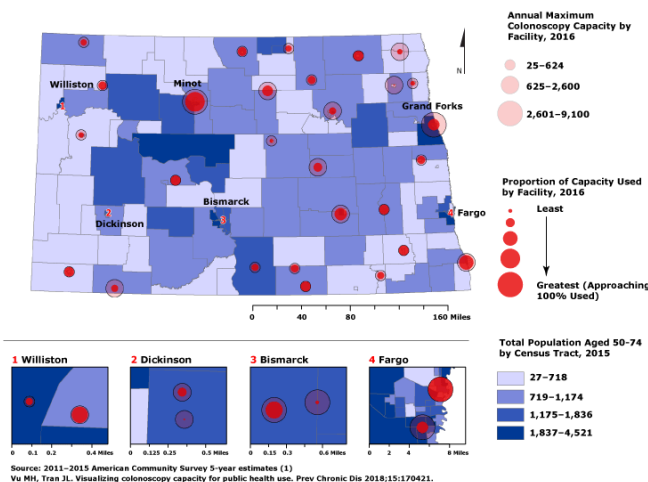 Annual Maximum
Colonoscopy Capacity by
Facility, 2016
25–624
625–2,600
2,601–9,100
N
Williston
1
Minot
Grand Forks
Bismarck
3
2
Dickinson
4
Fargo
0 40 80 160 Miles
Proportion of Capacity Used
by Facility, 2016
Least
Greatest (Approaching
100% Used)
Total Population Aged 50-74
by Census Tract, 2015
27–718
719–1,174
1,175–1,836
1,837–4,521
1 Williston
2 Dickinson
3 Bismarck
4 Fargo
0 0.2 0.4 Miles
0 0.125 0.25 Miles
0 0.15 0.3 0.6 Miles
0 4 8 Miles
Source: 2011–2015 American Community Survey 5-year estimates (1)
Vu MH, Tran JL. Visualizing colonoscopy capacity for public health use. Prev Chronic Dis 2018;15:170421.